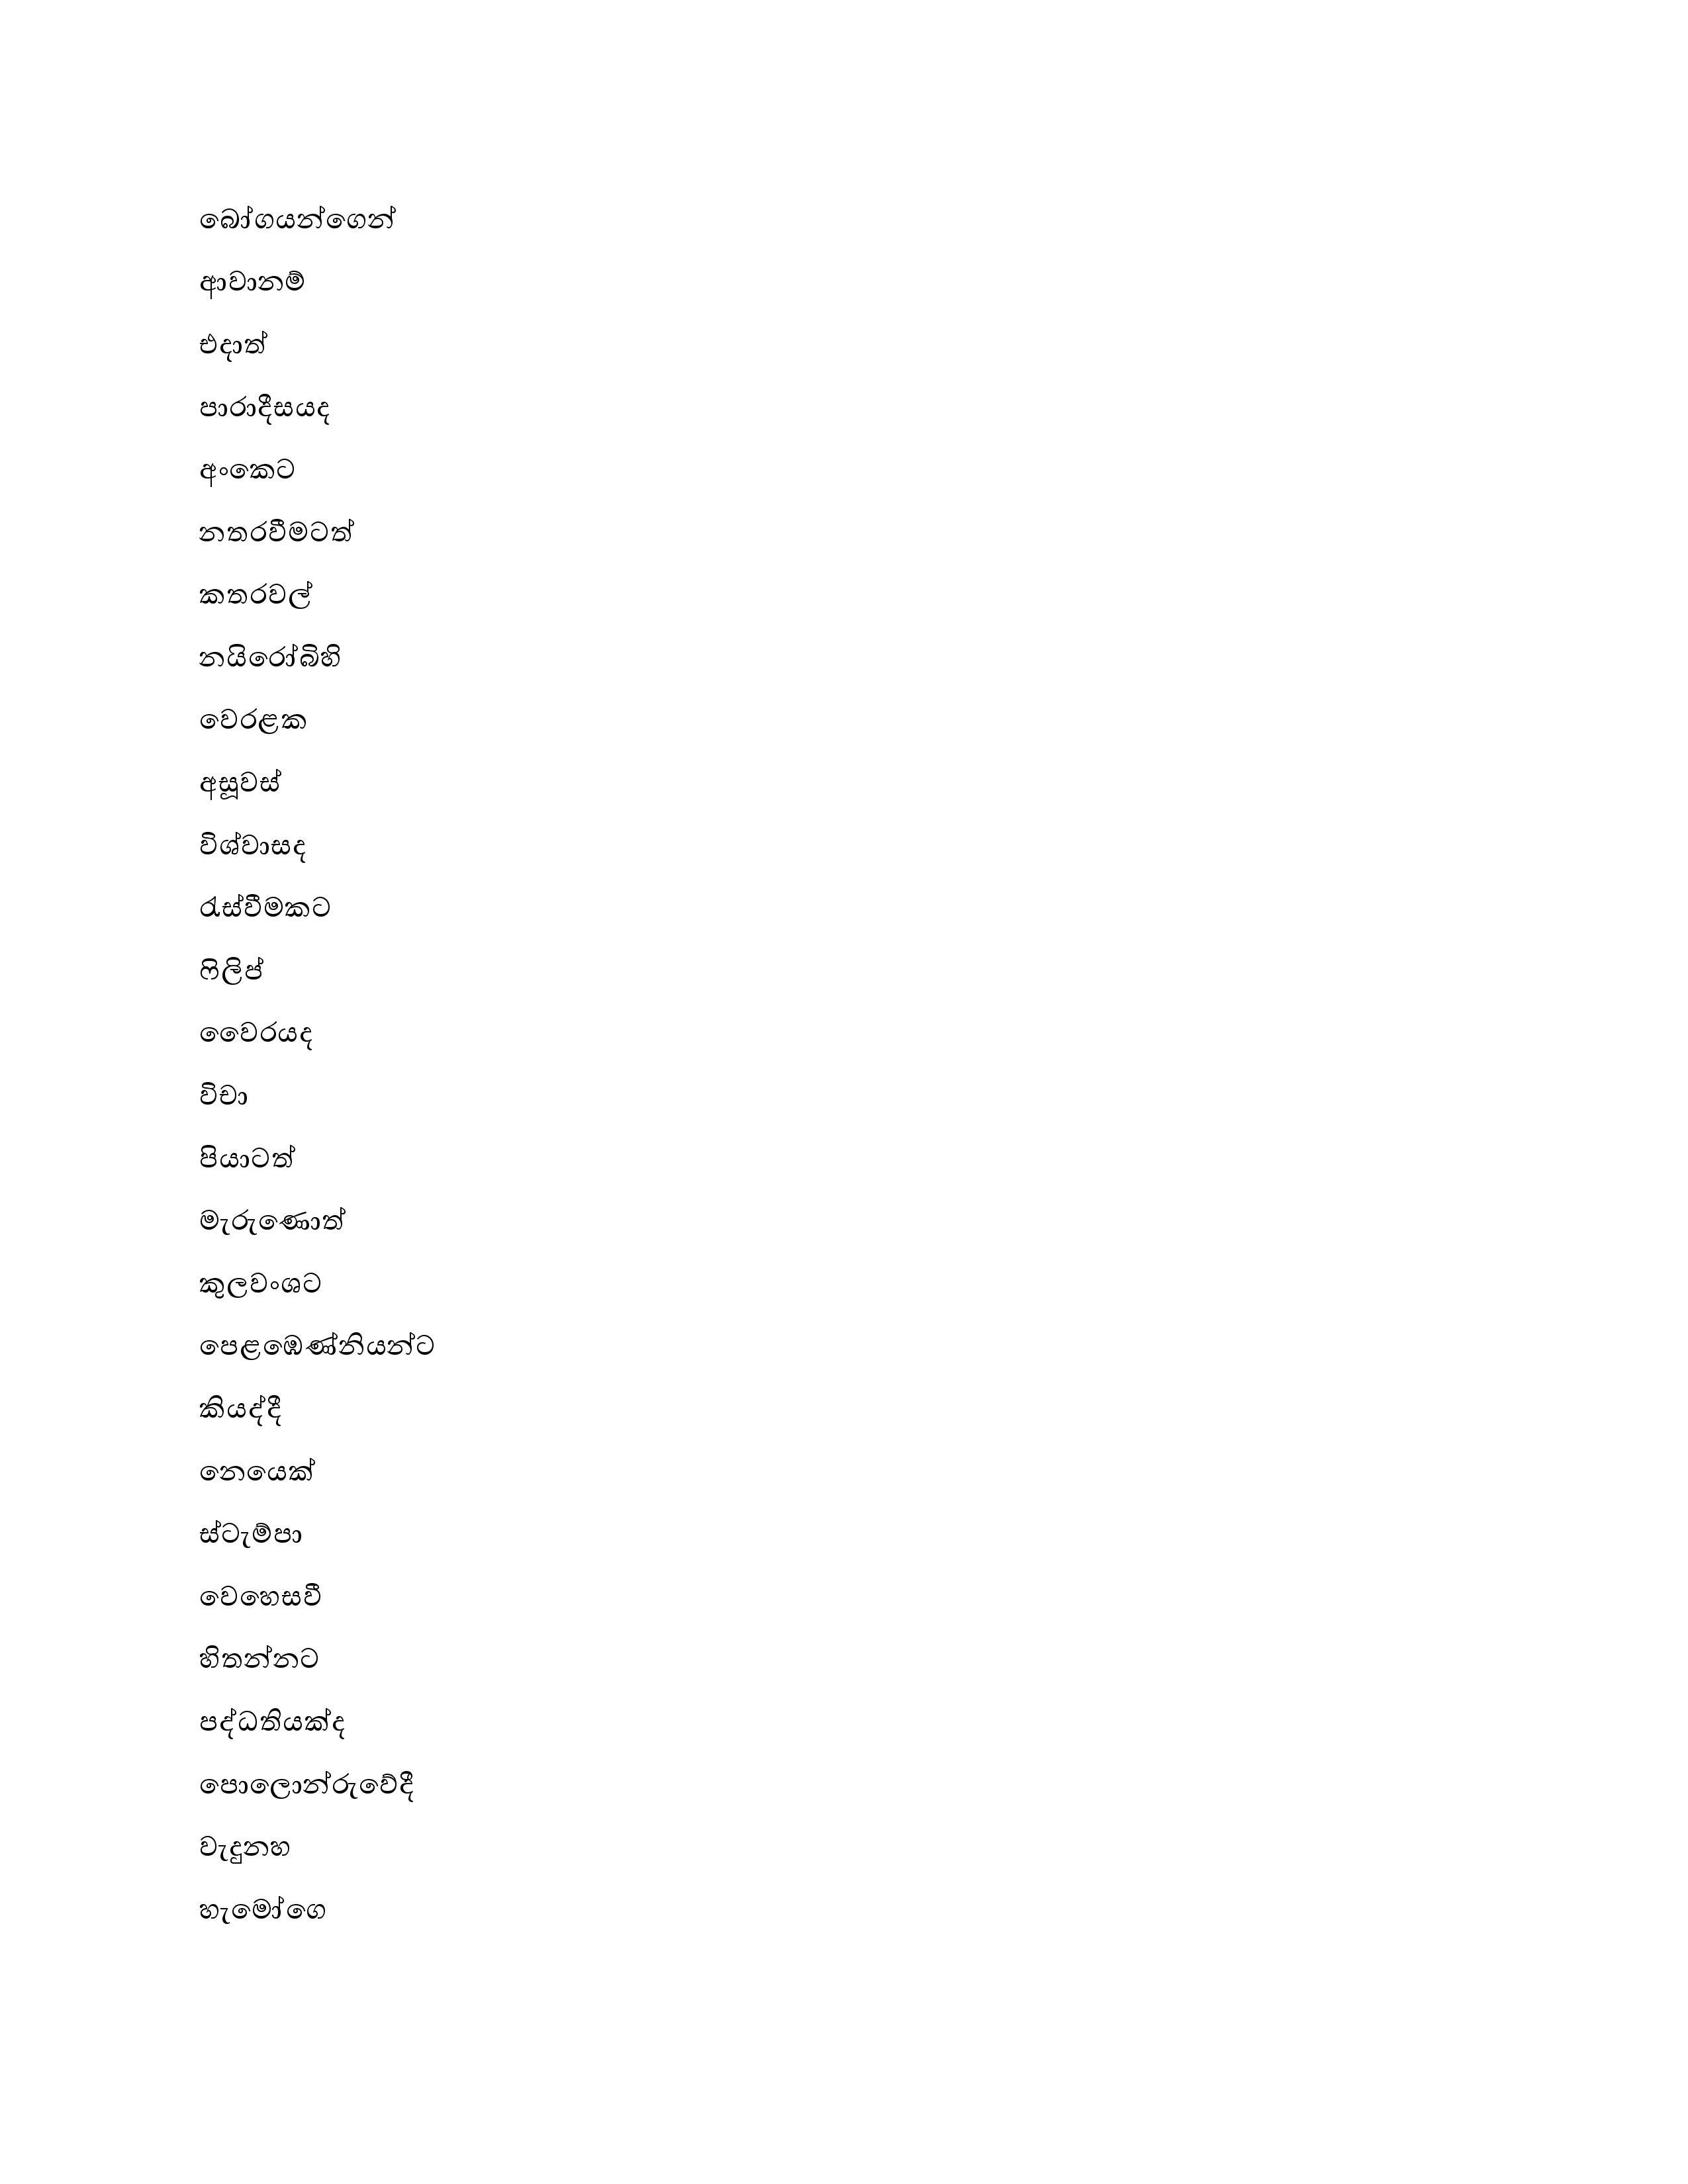 බෝගයන්ගෙන්
ආවානම්
එදාත්
පාරාදීසයද
අංකෙට
නතරවීමටත්
කතරවල්
නයිරෝබිහි
වෙරළක
අසූවස්
විශ්වාසද
රැස්වීමකට
ෆිලිප්
වෛරයද
විචා
පියාටත්
මැරුණොත්
කුලවංශට
පෙළඹෙණ්නියන්ට
කියද්දී
නෙයෙක්
ස්ටැම්පා
වෙහෙසවී
හිතන්නට
පද්ධතියක්ද
පොලොන්රුවේදී
වැදුනහ
හැමෝගෙ